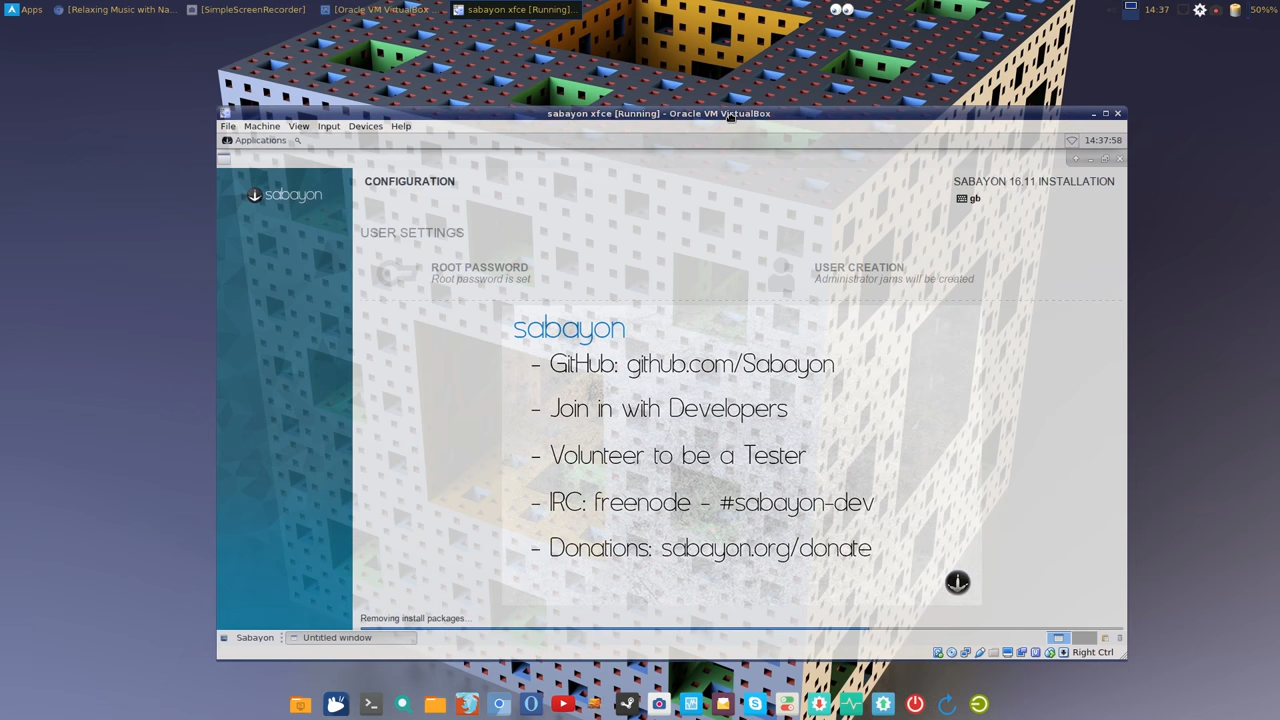 Apps
[Relaxing Music with Na...
[SimpleScreenRecorder]
[Oracle VM VirtualBox ...
sabayon xfce [Running]...
14:37
50%
sabayon xfce [Running] - Oracle VM VirtualBox
File Machine View Input Devices Help
Applications
14:37:58
sabayon
CONFIGURATION
SABAYON 16.11 INSTALLATION
gb
USER SETTINGS
ROOT PASSWORD
Root password is set
USER CREATION
Administrator jams will be created
sabayon
- GitHub: github.com/Sabayon
- Join in with Developers
- Volunteer to be a Tester
- IRC: freenode - #sabayon-dev
- Donations: sabayon.org/donate
Removing install packages...
Sabayon
Untitled window
Right Ctrl